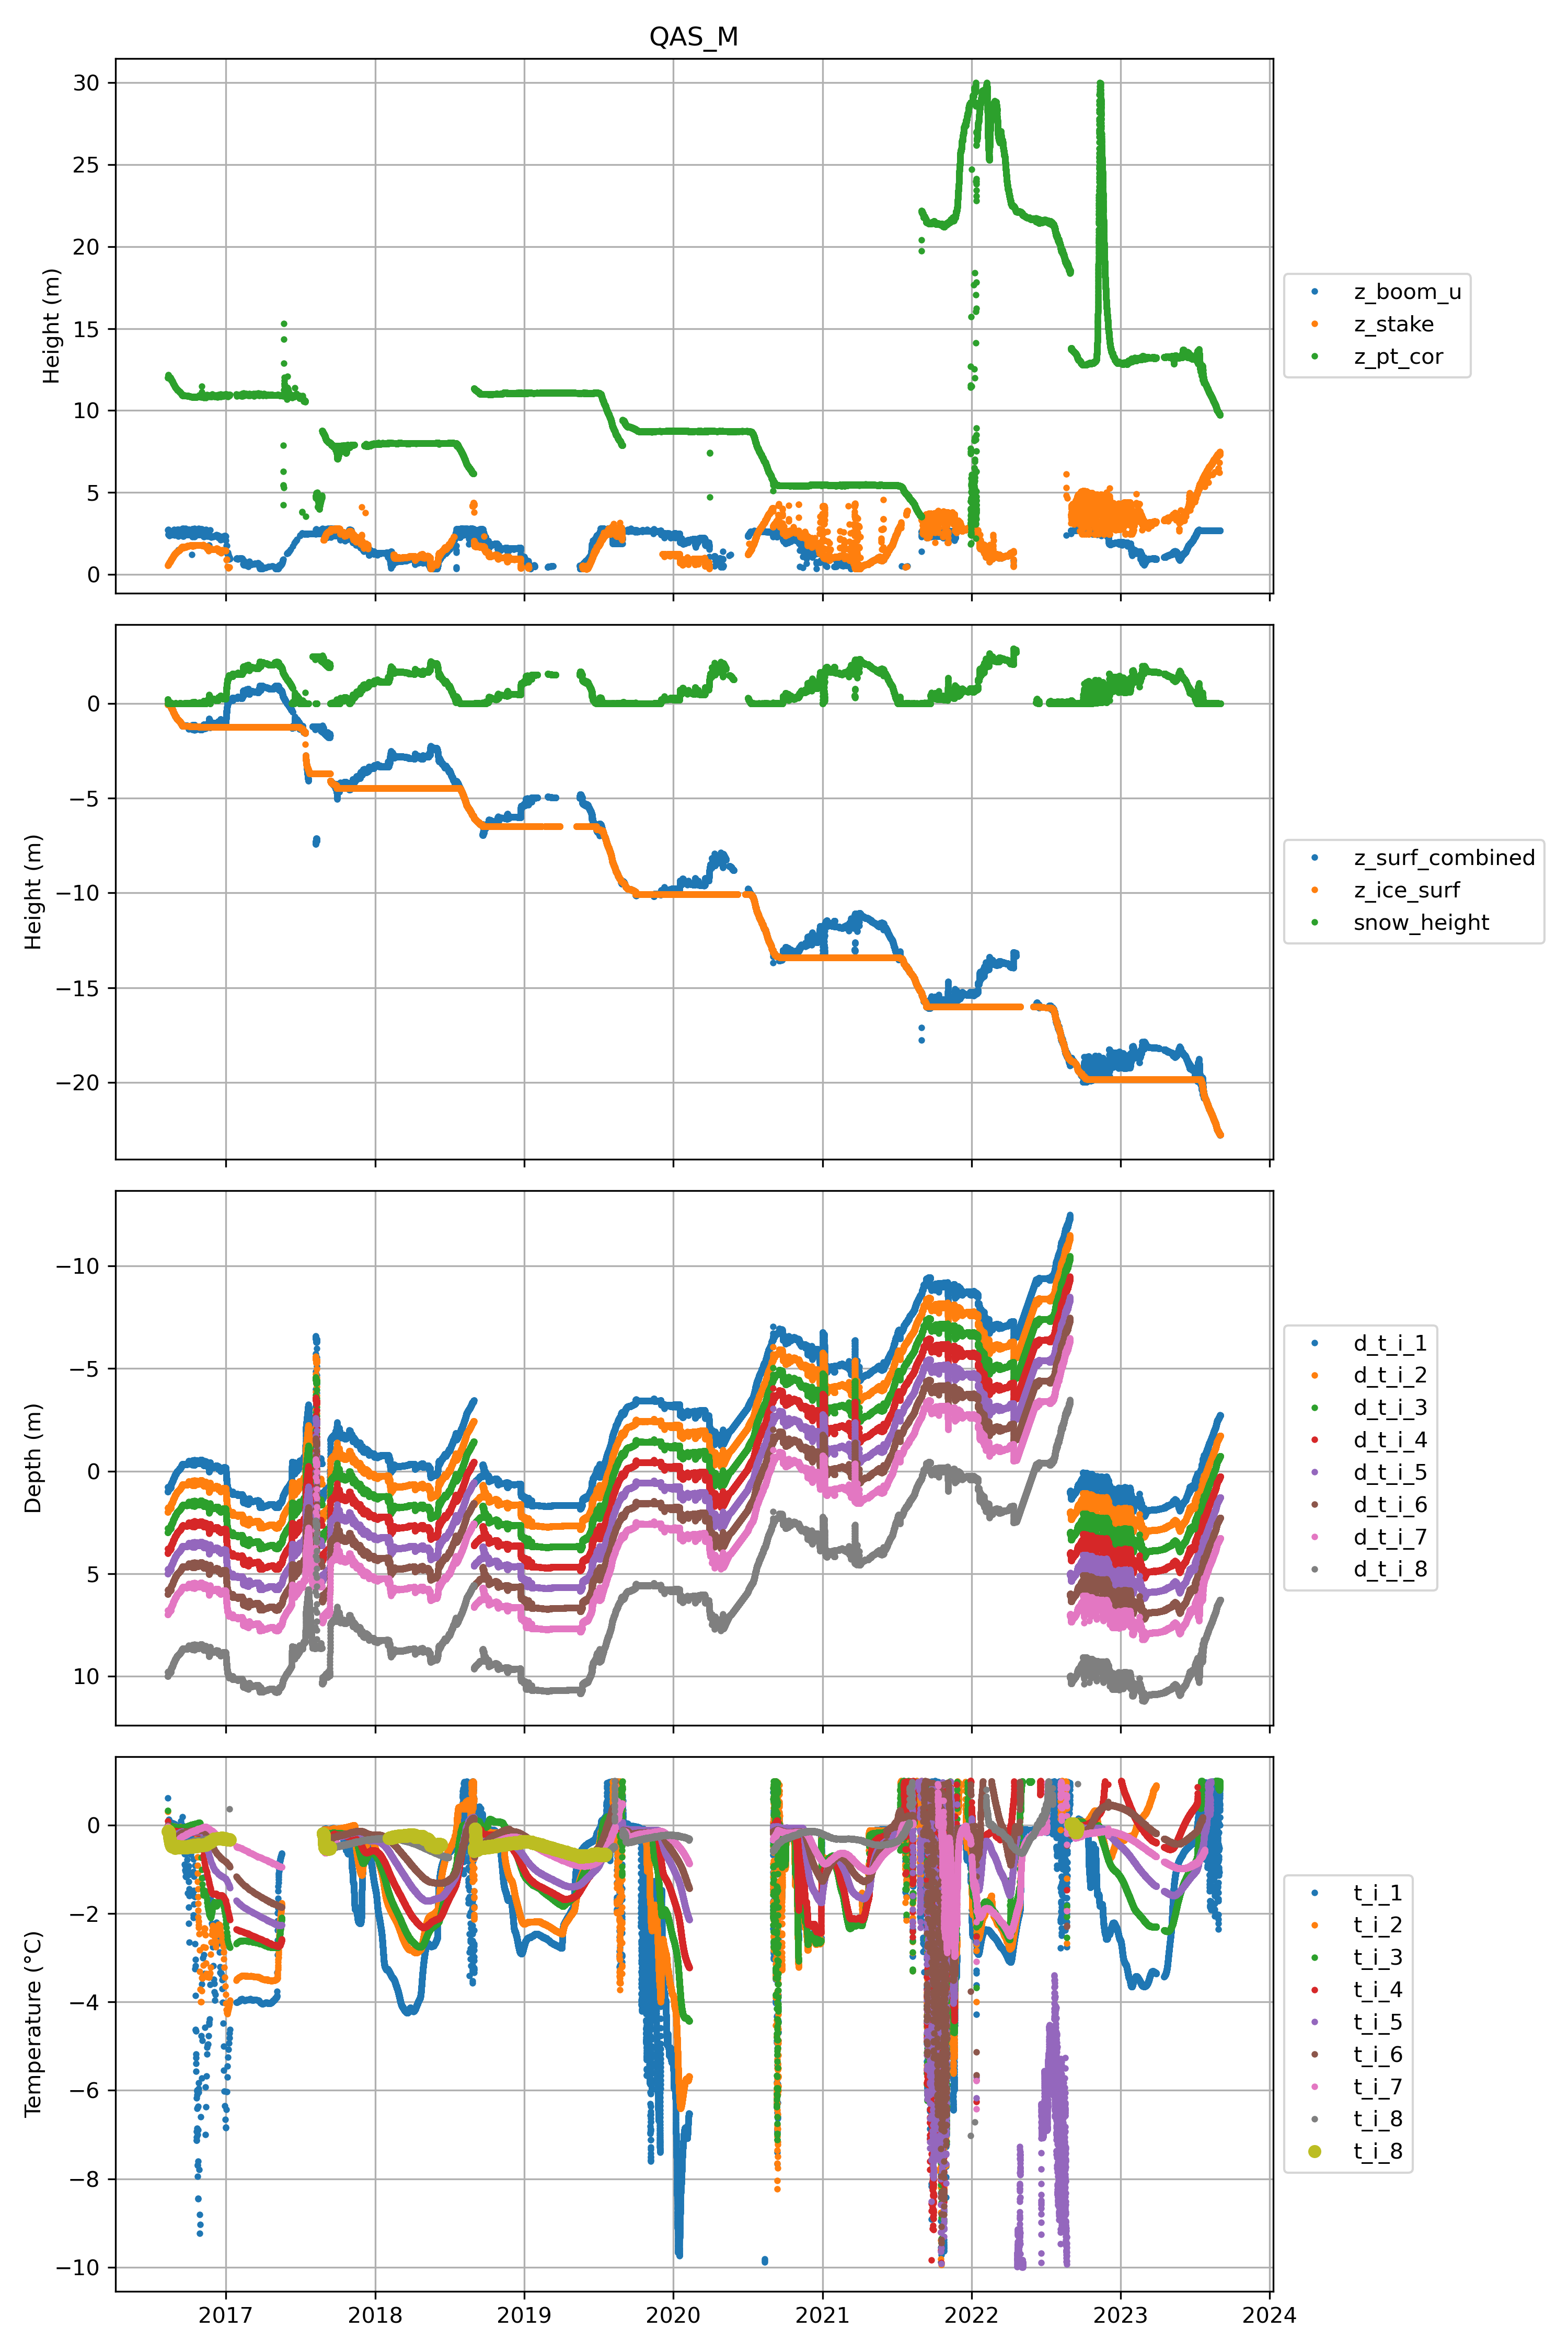 QAS_M
30
25
20
15
10
5
0
Height (m)
z_boom_u
z_stake
z_pt_cor
0
−5
−10
−15
−20
Height (m)
z_surf_combined
z_ice_surf
snow_height
−10
−5
0
5
10
Depth (m)
d_t_i_1
d_t_i_2
d_t_i_3
d_t_i_4
d_t_i_5
d_t_i_6
d_t_i_7
d_t_i_8
0
−2
−4
−6
−8
−10
Temperature (°C)
t_i_1
t_i_2
t_i_3
t_i_4
t_i_5
t_i_6
t_i_7
t_i_8
t_i_8
2017 2018 2019 2020 2021 2022 2023 2024